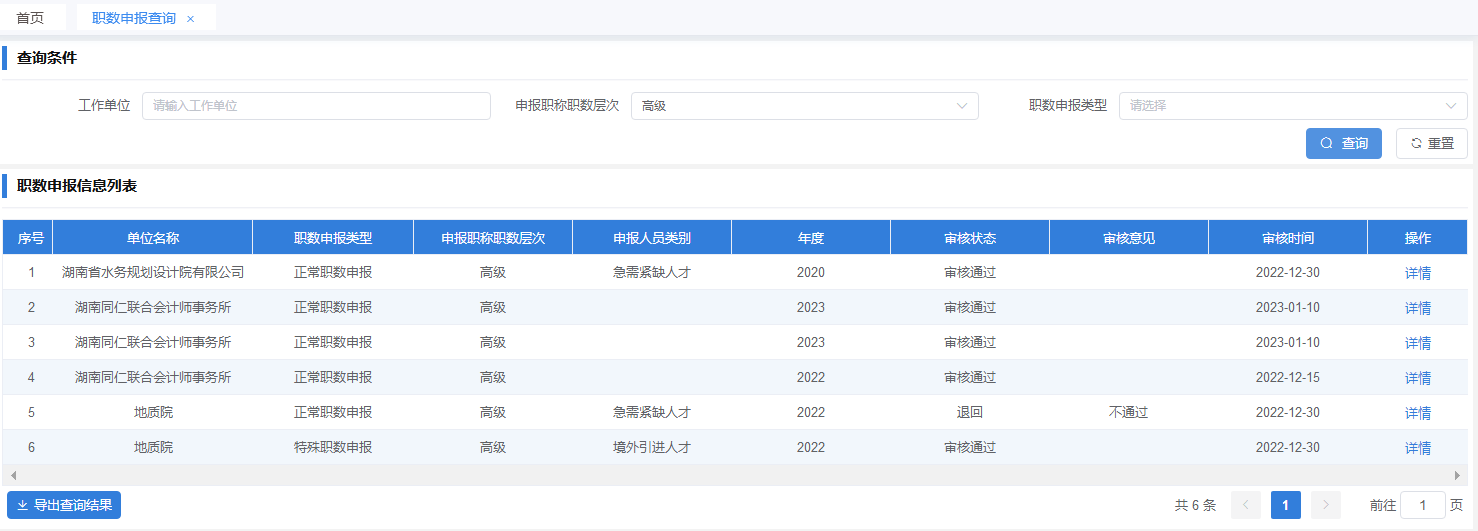 首页 职数申报查询 ×
查询条件
工作单位 请输入工作单位 申报职称职数层次 高级 职数申报类型 请选择
查询 重置
职数申报信息列表
序号 单位名称 职数申报类型 申报职称职数层次 申报人员类别 年度 审核状态 审核意见 审核时间 操作
1 湖南省水务规划设计院有限公司 正常职数申报 高级 急需紧缺人才 2020 审核通过 2022-12-30 详情
2 湖南同仁联合会计师事务所 正常职数申报 高级 2023 审核通过 2023-01-10 详情
3 湖南同仁联合会计师事务所 正常职数申报 高级 2023 审核通过 2023-01-10 详情
4 湖南同仁联合会计师事务所 正常职数申报 高级 2022 审核通过 2022-12-15 详情
5 地质院 正常职数申报 高级 急需紧缺人才 2022 退回 不通过 2022-12-30 详情
6 地质院 特殊职数申报 高级 境外引进人才 2022 审核通过 2022-12-30 详情
导出查询结果 共 6 条 1 前往 1 页